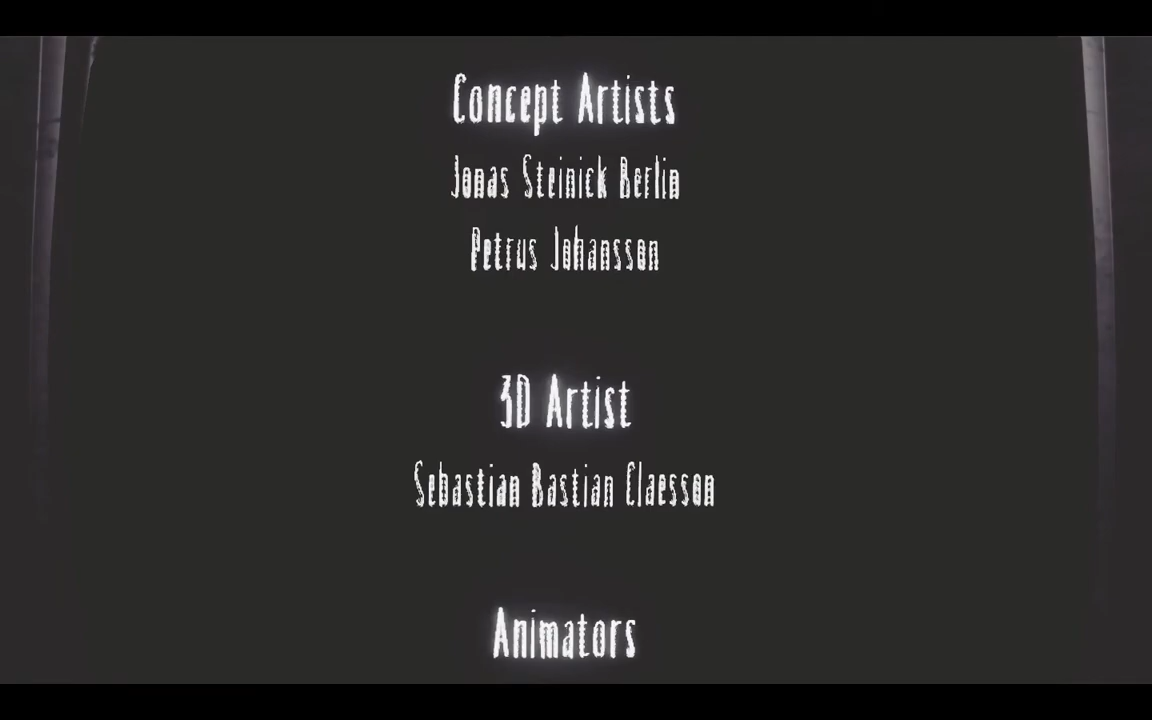 Concept Artists
Jonas Steinick Berlin
Petrus Johansson
3D Artist
Sebastian Bastian Claesson
Animators